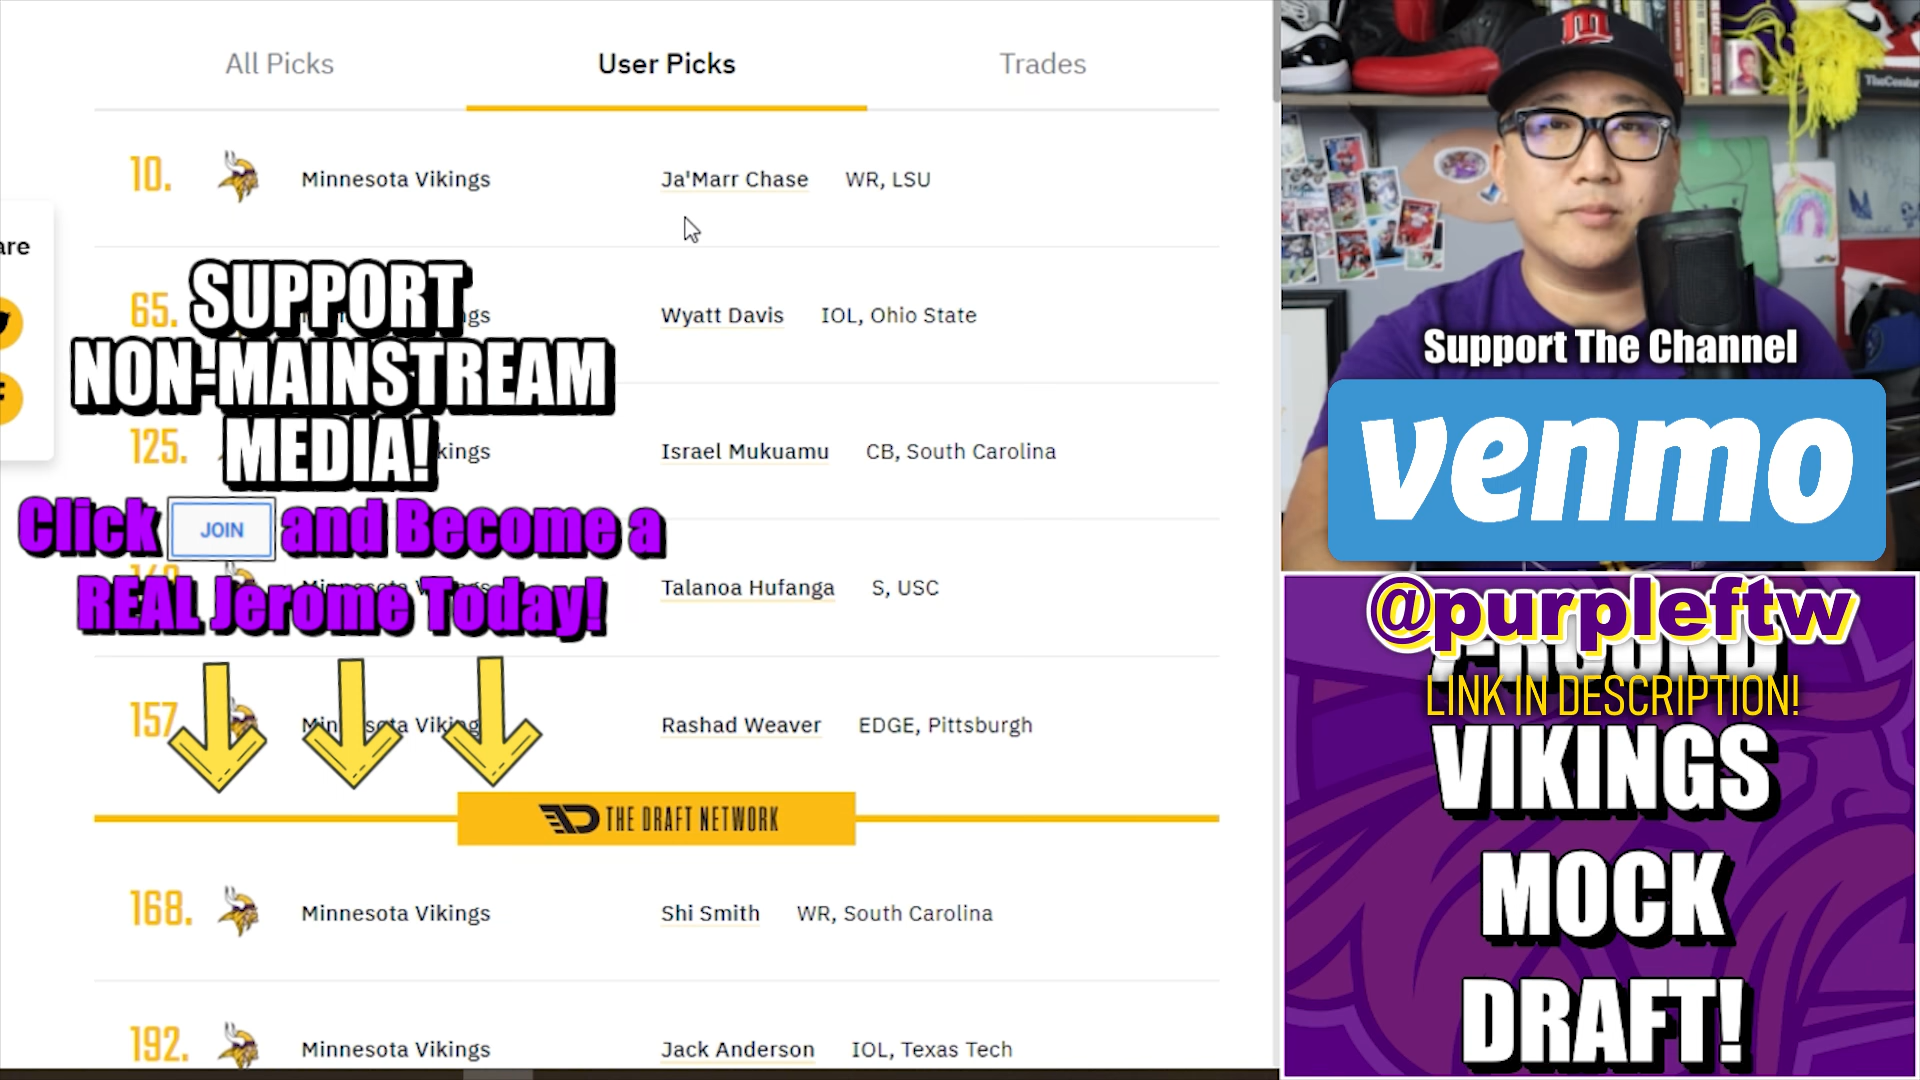 All Picks
User Picks
Trades
10.
Minnesota Vikings
Ja'Marr Chase
WR, LSU
are
65.
Wyatt Davis
IOL, Ohio State
SUPPORT
NON-MAINSTREAM
MEDIA!
125.
Israel Mukuamu
CB, South Carolina
Click JOIN and Become a
REAL Jerome Today!
Talanoa Hufanga
S, USC
157
Minnesota Vikings
Rashad Weaver
EDGE, Pittsburgh
THE DRAFT NETWORK
168.
Minnesota Vikings
Shi Smith
WR, South Carolina
192.
Minnesota Vikings
Jack Anderson
IOL, Texas Tech
Support The Channel
venmo
@purpleftw
LINK IN DESCRIPTION!
VIKINGS
MOCK
DRAFT!